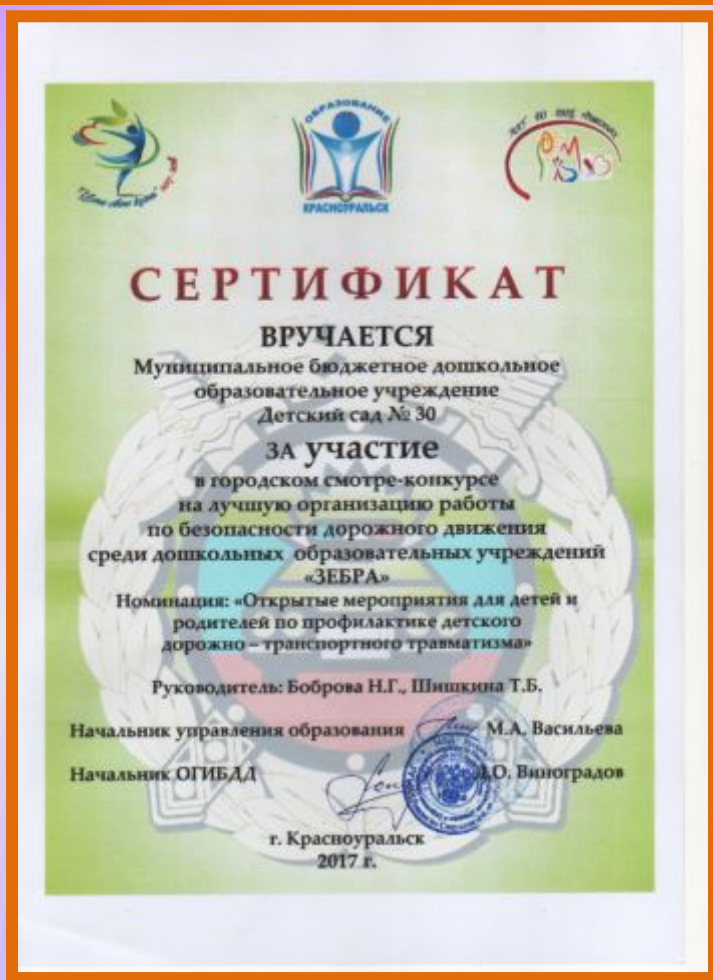 ОБРАЗОВАНИЕ
КРАСНОУРАЛЬСК
СЕРТИФИКАТ
ВРУЧАЕТСЯ
Муниципальное бюджетное дошкольное
образовательное учреждение
Детский сад № 30
ЗА участие
в городском смотре-конкурсе
на лучшую организацию работы
по безопасности дорожного движения
среди дошкольных образовательных учреждений
«ЗЕБРА»
Номинация: «Открытые мероприятия для детей и
родителей по профилактике детского
дорожно – транспортного травматизма»
Руководитель: Боброва Н.Г., Шишкина Т.Б.
Начальник управления образования М.А. Васильева
Начальник ОГИБДД .О. Виноградов
г. Красноуральск
2017 г.